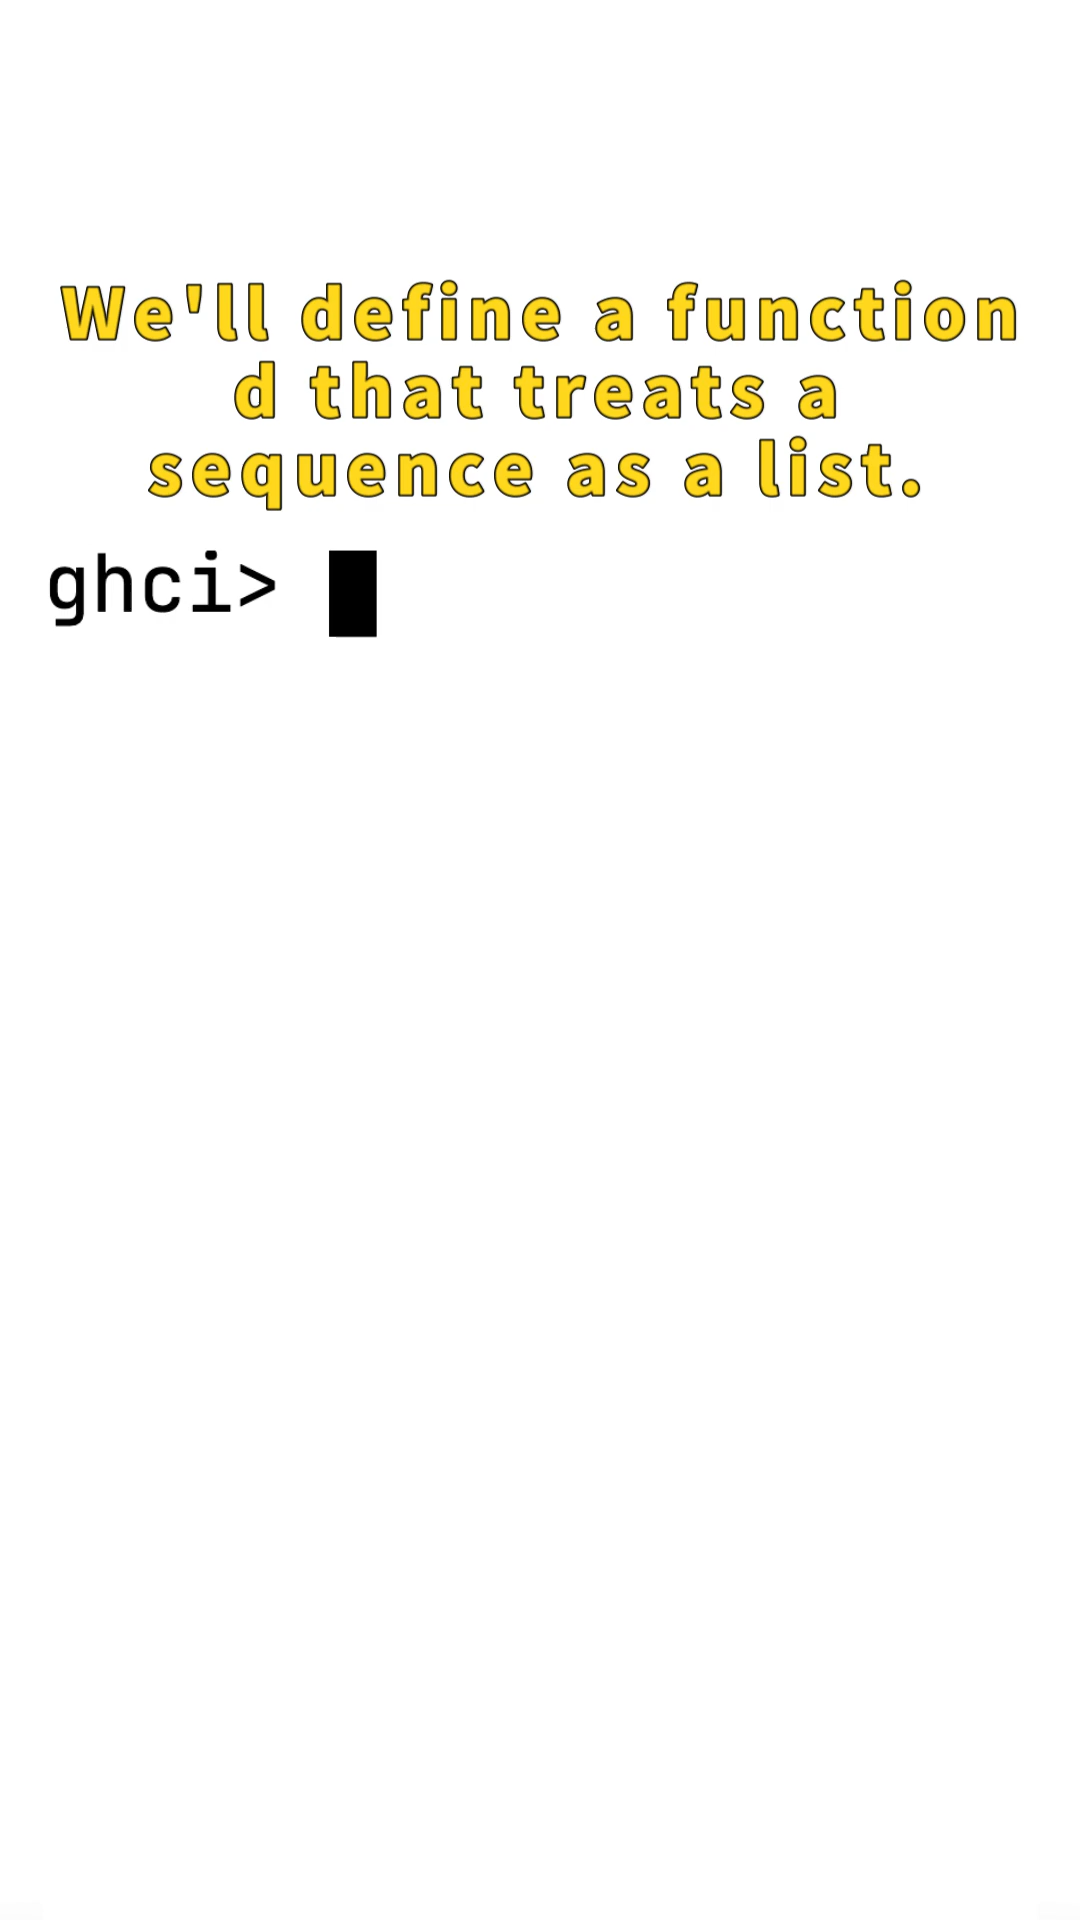 We'll define a function
d that treats a
sequence as a list.
ghci>